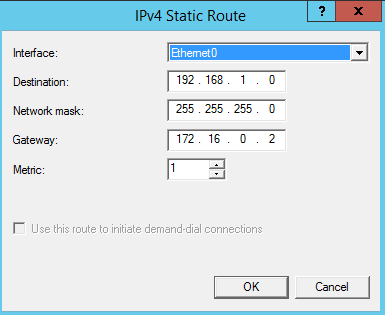 IPv4 Static Route
? x
Interface: Ethernet0
Destination: 192 . 168 . 1 . 0
Network mask: 255 . 255 . 255 . 0
Gateway: 172 . 16 . 0 . 2
Metric: 1
Use this route to initiate demand-dial connections
OK Cancel